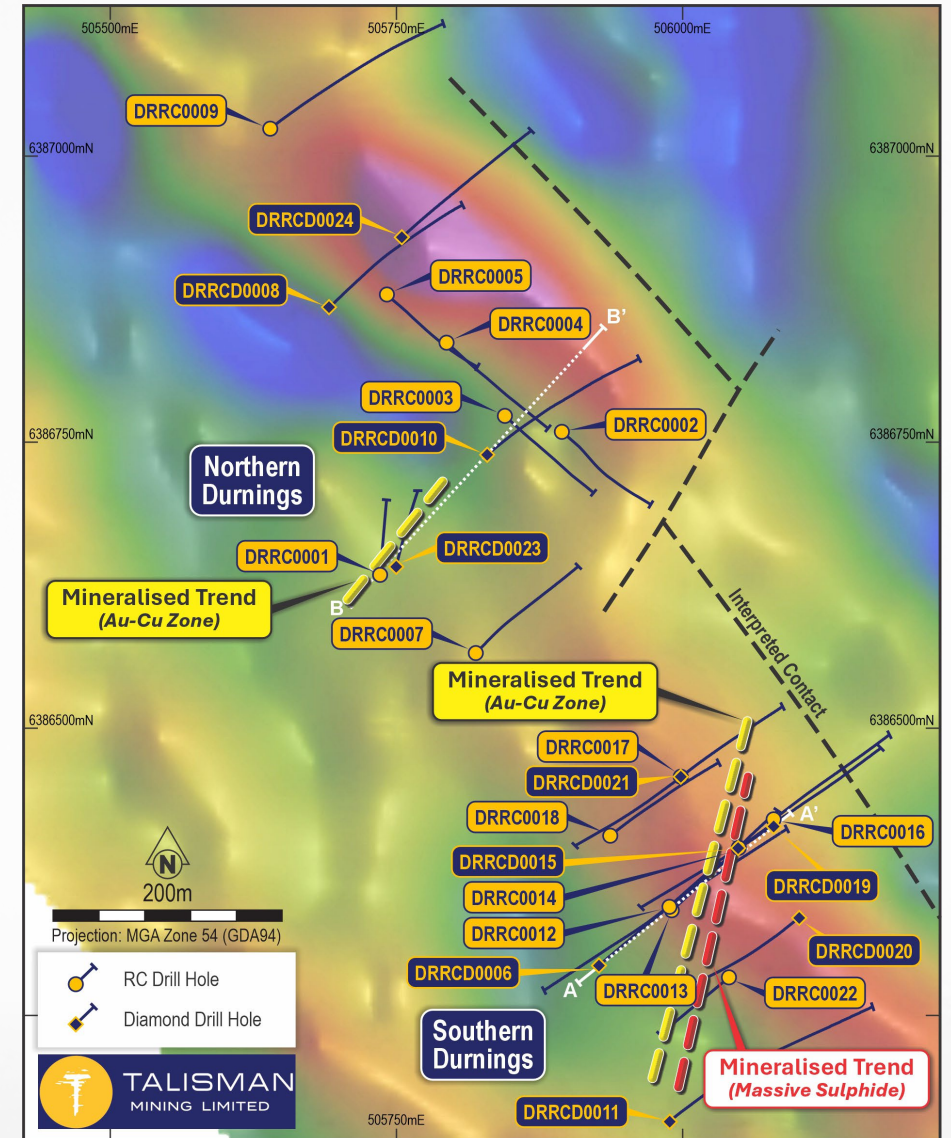 505500mE
505750mE
506000mE
DRRC0009
6387000mN
6387000mN
DRRCD0024
DRRC0005
DRRCD0008
DRRC0004
B'
DRRC0003
DRRC0002
DRRCD0010
6386750mN
6386750mN
Northern
Durnings
DRRC0001
DRRCD0023
Mineralised Trend
(Au-Cu Zone)
B
DRRC0007
Interpreted Contact
Mineralised Trend
(Au-Cu Zone)
6386500mN
6386500mN
DRRC0017
DRRCD0021
DRRC0018
A'
DRRC0016
DRRCD0015
DRRCD0019
DRRC0014
DRRC0012
DRRCD0020
DRRCD0006
A
DRRC0013
DRRC0022
N
200m
Projection: MGA Zone 54 (GDA94)
RC Drill Hole
Diamond Drill Hole
Southern
Durnings
Mineralised Trend
(Massive Sulphide)
TALISMAN
MINING LIMITED
DRRCD0011
505750mE